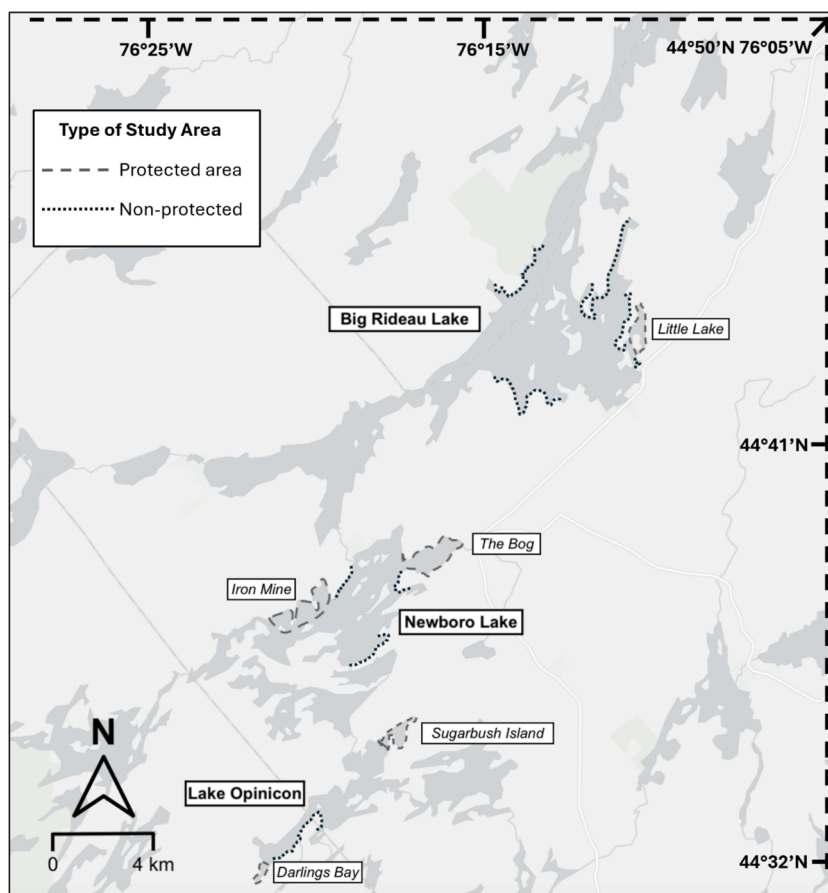 76°25'W
76°15'W
44°50'N 76°05'W
Type of Study Area
Protected area
Non-protected
Big Rideau Lake
Little Lake
44°41'N
The Bog
Iron Mine
Newboro Lake
Sugarbush Island
N
Lake Opinicon
0 4 km
Darlings Bay
44°32'N